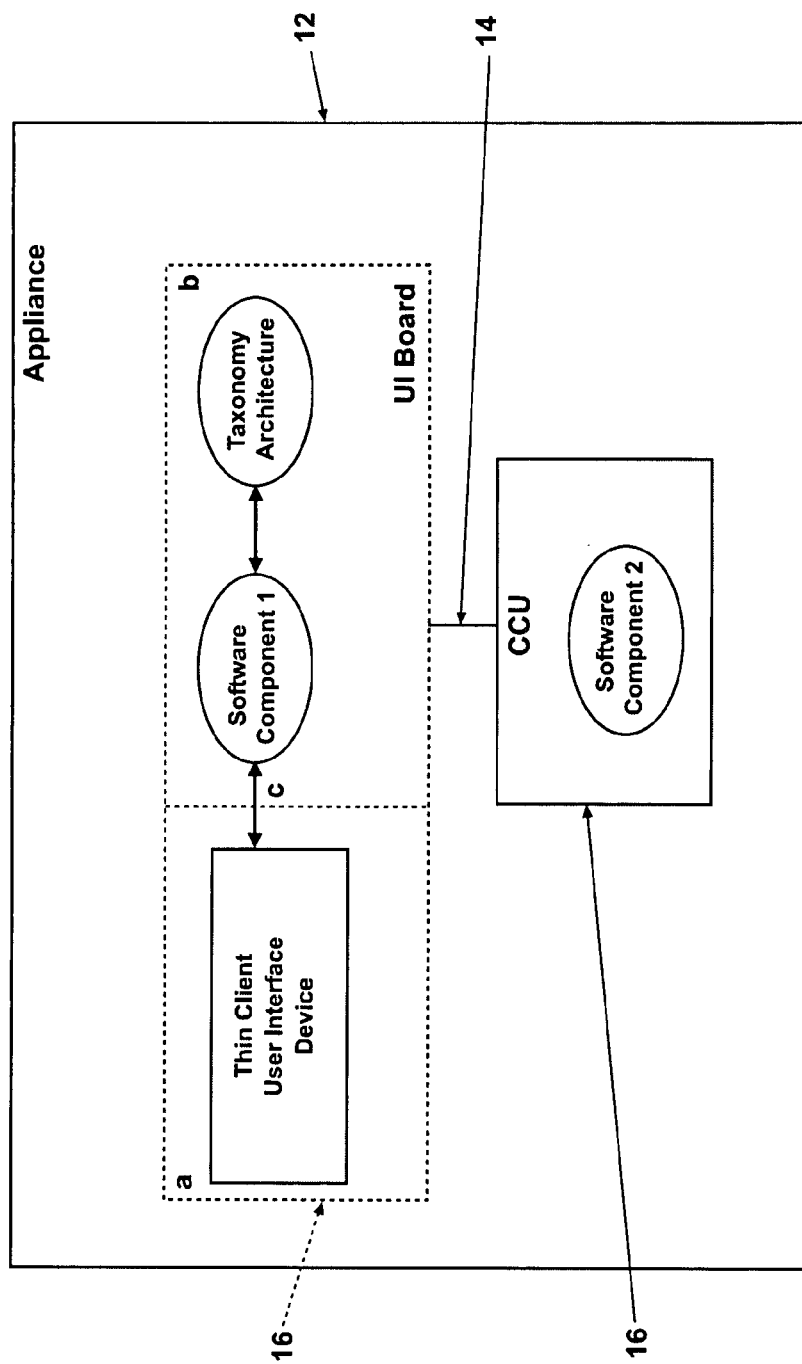 Appliance
12
a
Thin Client
User Interface
Device
c
Software
Component 1
Taxonomy
Architecture
b
UI Board
16
14
CCU
Software
Component 2
16